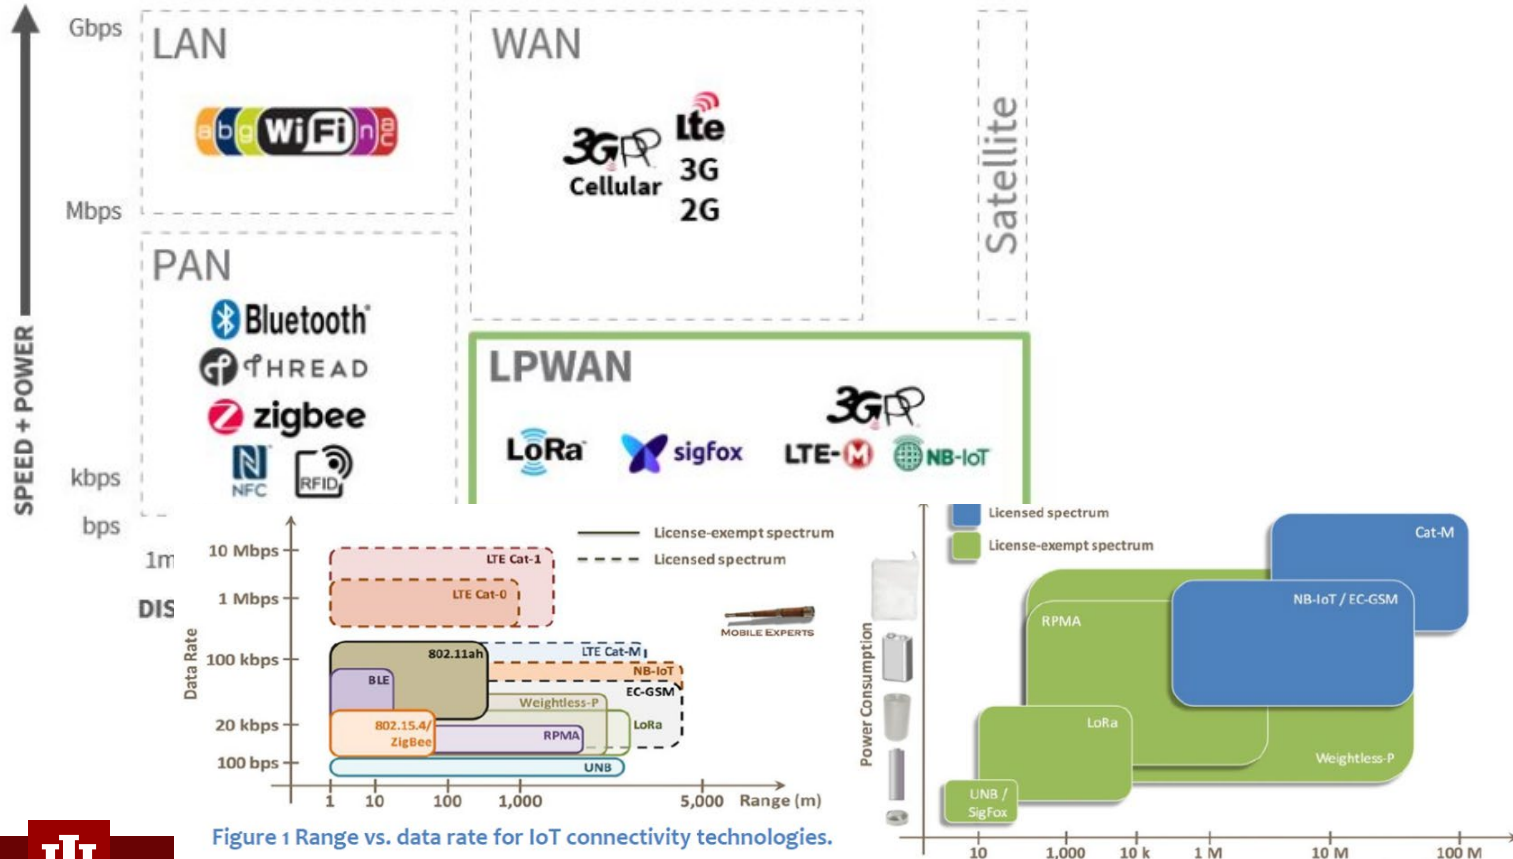 Gbps
LAN
WAN
a b g WiFi n ac
3GPP
Cellular
Lte
3G
2G
Satellite
Mbps
PAN
Bluetooth
THREAD
zigbee
NFC
RFID
SPEED + POWER
kbps
bps
1m
DIS
LPWAN
LoRa
sigfox
3GPP
LTE-M
NB-IoT
License-exempt spectrum
Licensed spectrum
10 Mbps
1 Mbps
100 kbps
20 kbps
100 bps
Data Rate
LTE Cat-1
LTE Cat-0
802.11ah
LTE Cat-M
NB-IoT
EC-GSM
BLE
Weightless-P
802.15.4/
ZigBee
RPMA
LoRa
UNB
MOBILE EXPERTS
1 10 100 1,000 5,000 Range (m)
Figure 1 Range vs. data rate for IoT connectivity technologies.
Licensed spectrum
License-exempt spectrum
Power Consumption
Cat-M
NB-IoT / EC-GSM
RPMA
LoRa
Weightless-P
UNB /
SigFox
10 1,000 10 k 1 M 10 M 100 M